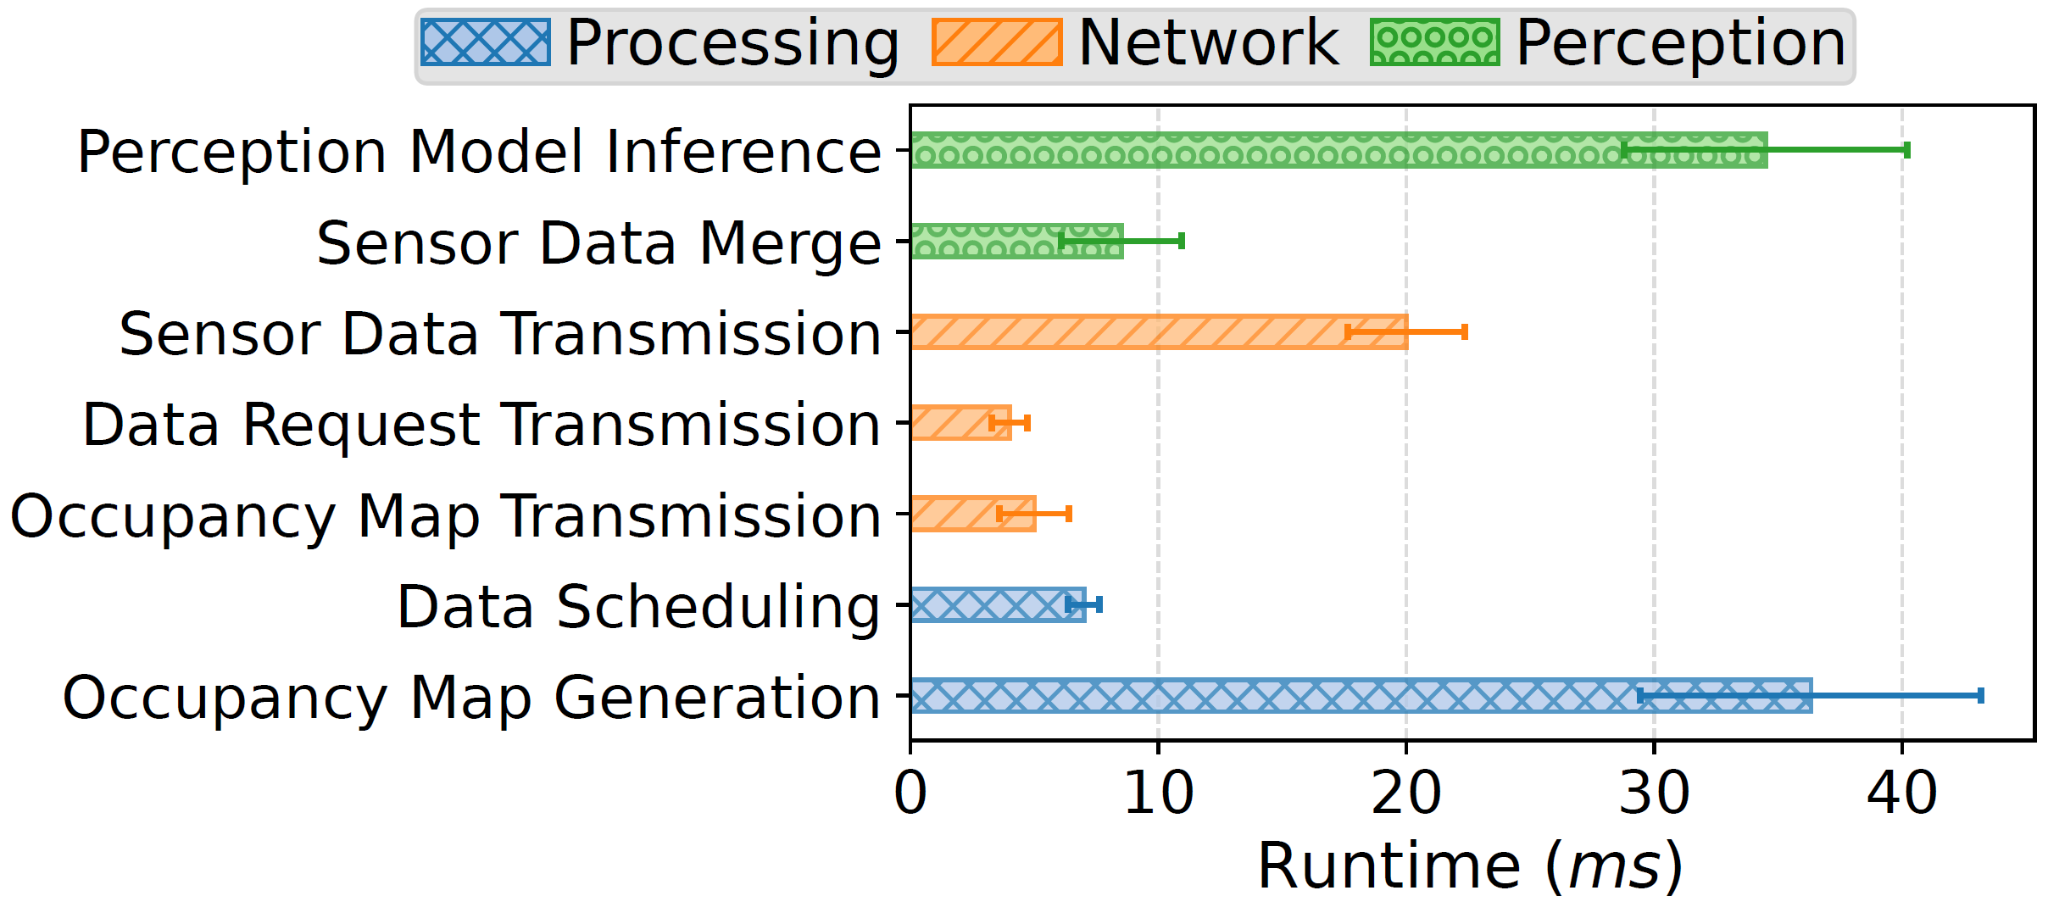 Processing Network Perception
Perception Model Inference
Sensor Data Merge
Sensor Data Transmission
Data Request Transmission
Occupancy Map Transmission
Data Scheduling
Occupancy Map Generation
0 10 20 30 40
Runtime (ms)